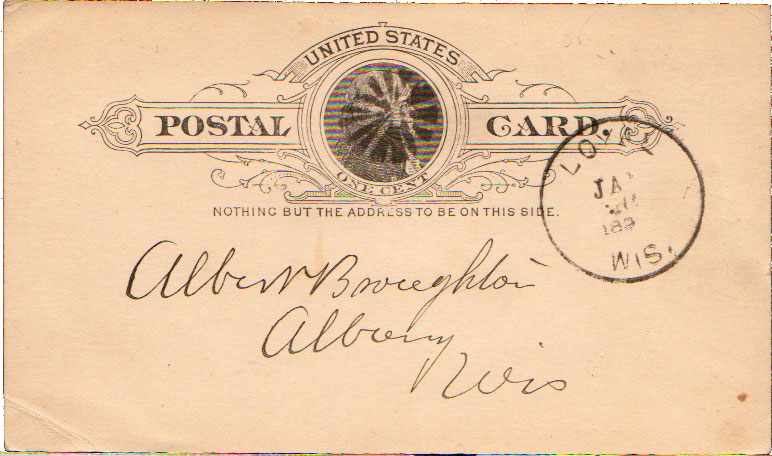 UNITED STATES
POSTAL CARD.
ONE CENT
NOTHING BUT THE ADDRESS TO BE ON THIS SIDE.
WIS.
Albert Broughton
Albany
Wis